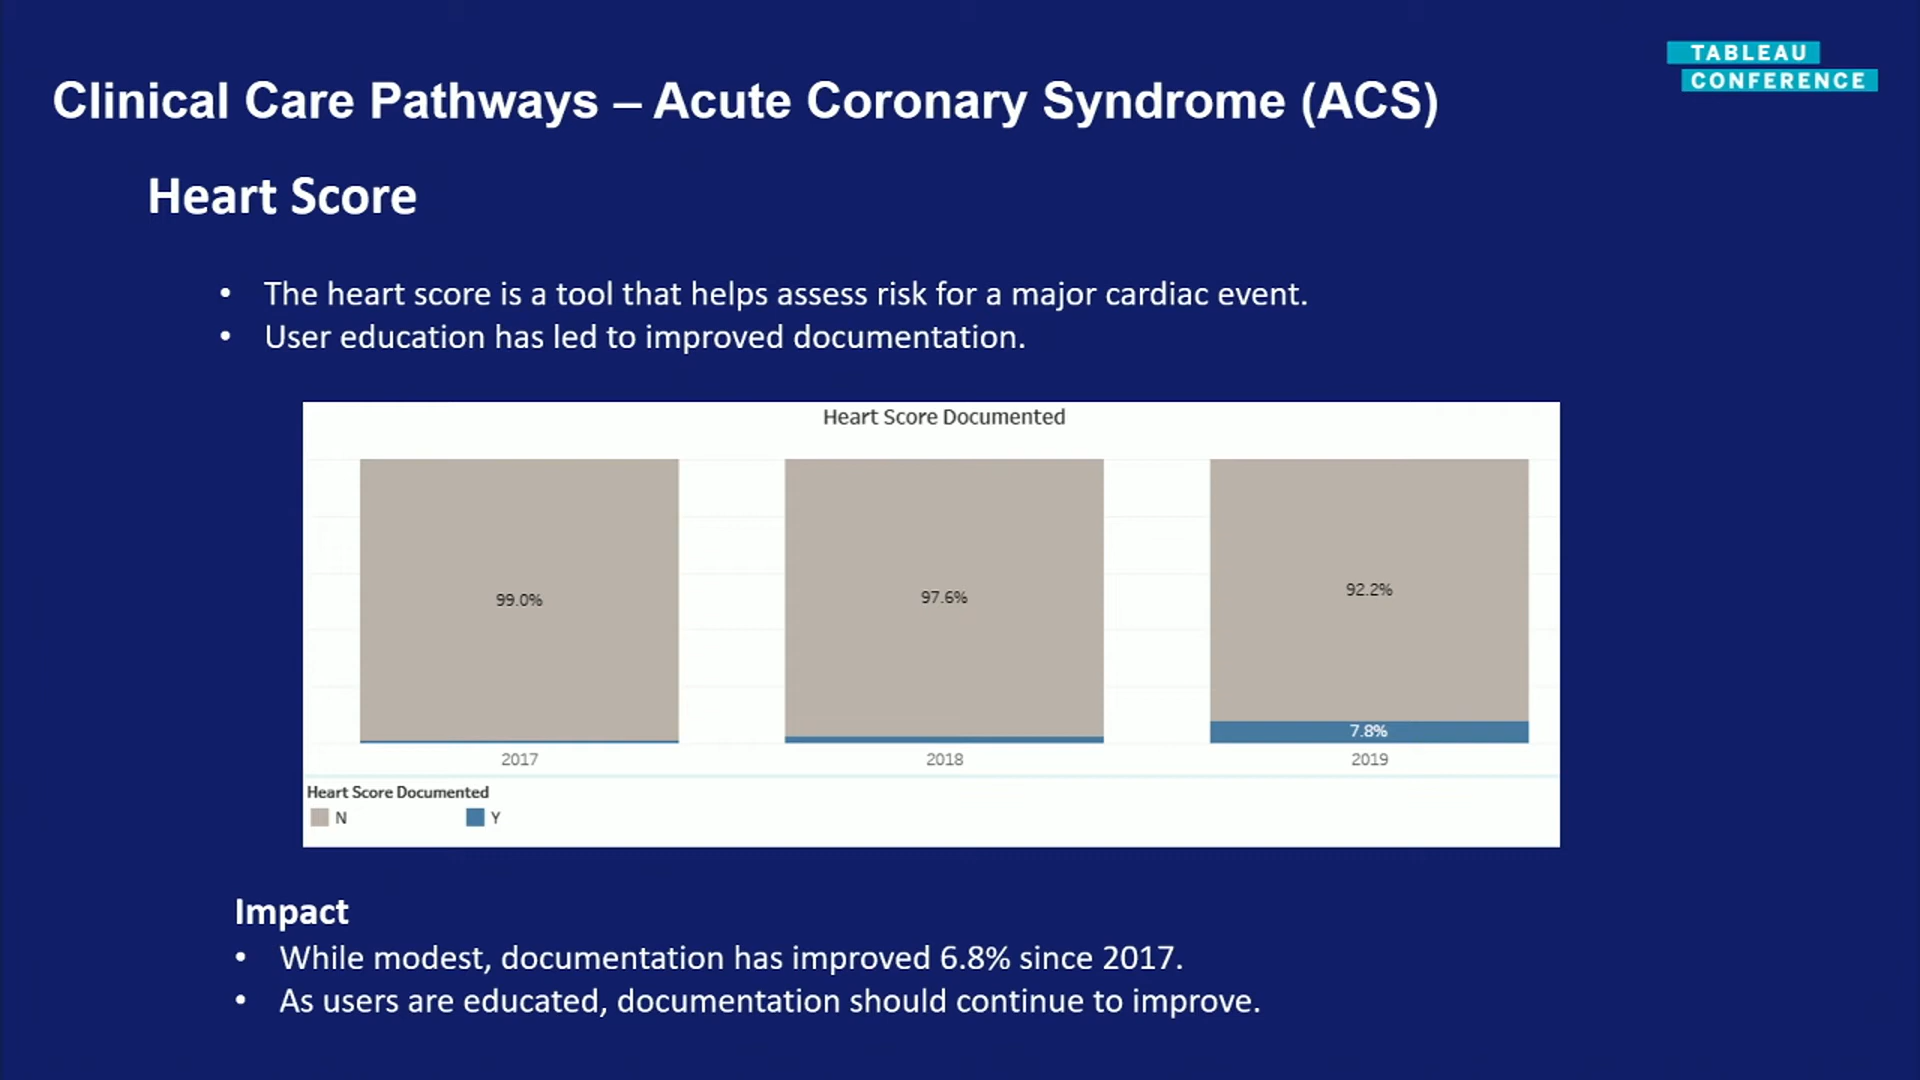 TABLEAU
CONFERENCE
Clinical Care Pathways – Acute Coronary Syndrome (ACS)
Heart Score
• The heart score is a tool that helps assess risk for a major cardiac event.
• User education has led to improved documentation.
Heart Score Documented
99.0%
97.6%
92.2%
7.8%
2017
2018
2019
Heart Score Documented
N
Y
Impact
• While modest, documentation has improved 6.8% since 2017.
• As users are educated, documentation should continue to improve.